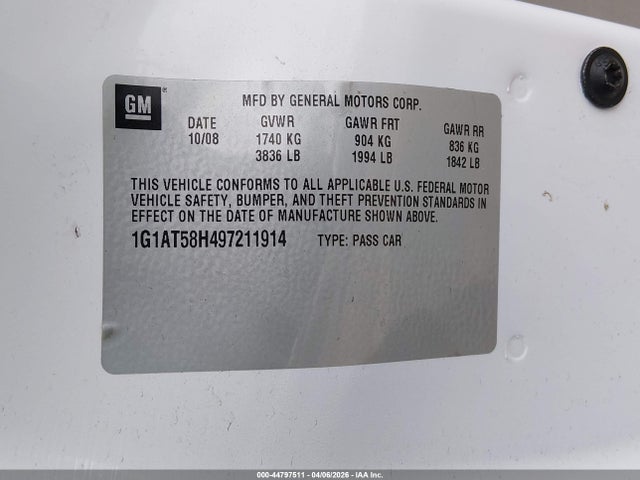 GM
MFD BY GENERAL MOTORS CORP.
DATE GVWR GAWR FRT GAWR RR
10/08 1740 KG 904 KG 836 KG
3836 LB 1994 LB 1842 LB
THIS VEHICLE CONFORMS TO ALL APPLICABLE U.S. FEDERAL MOTOR
VEHICLE SAFETY, BUMPER, AND THEFT PREVENTION STANDARDS IN
EFFECT ON THE DATE OF MANUFACTURE SHOWN ABOVE.
1G1AT58H497211914 TYPE: PASS CAR
000-44797511 - 04/06/2026 - IAA Inc.